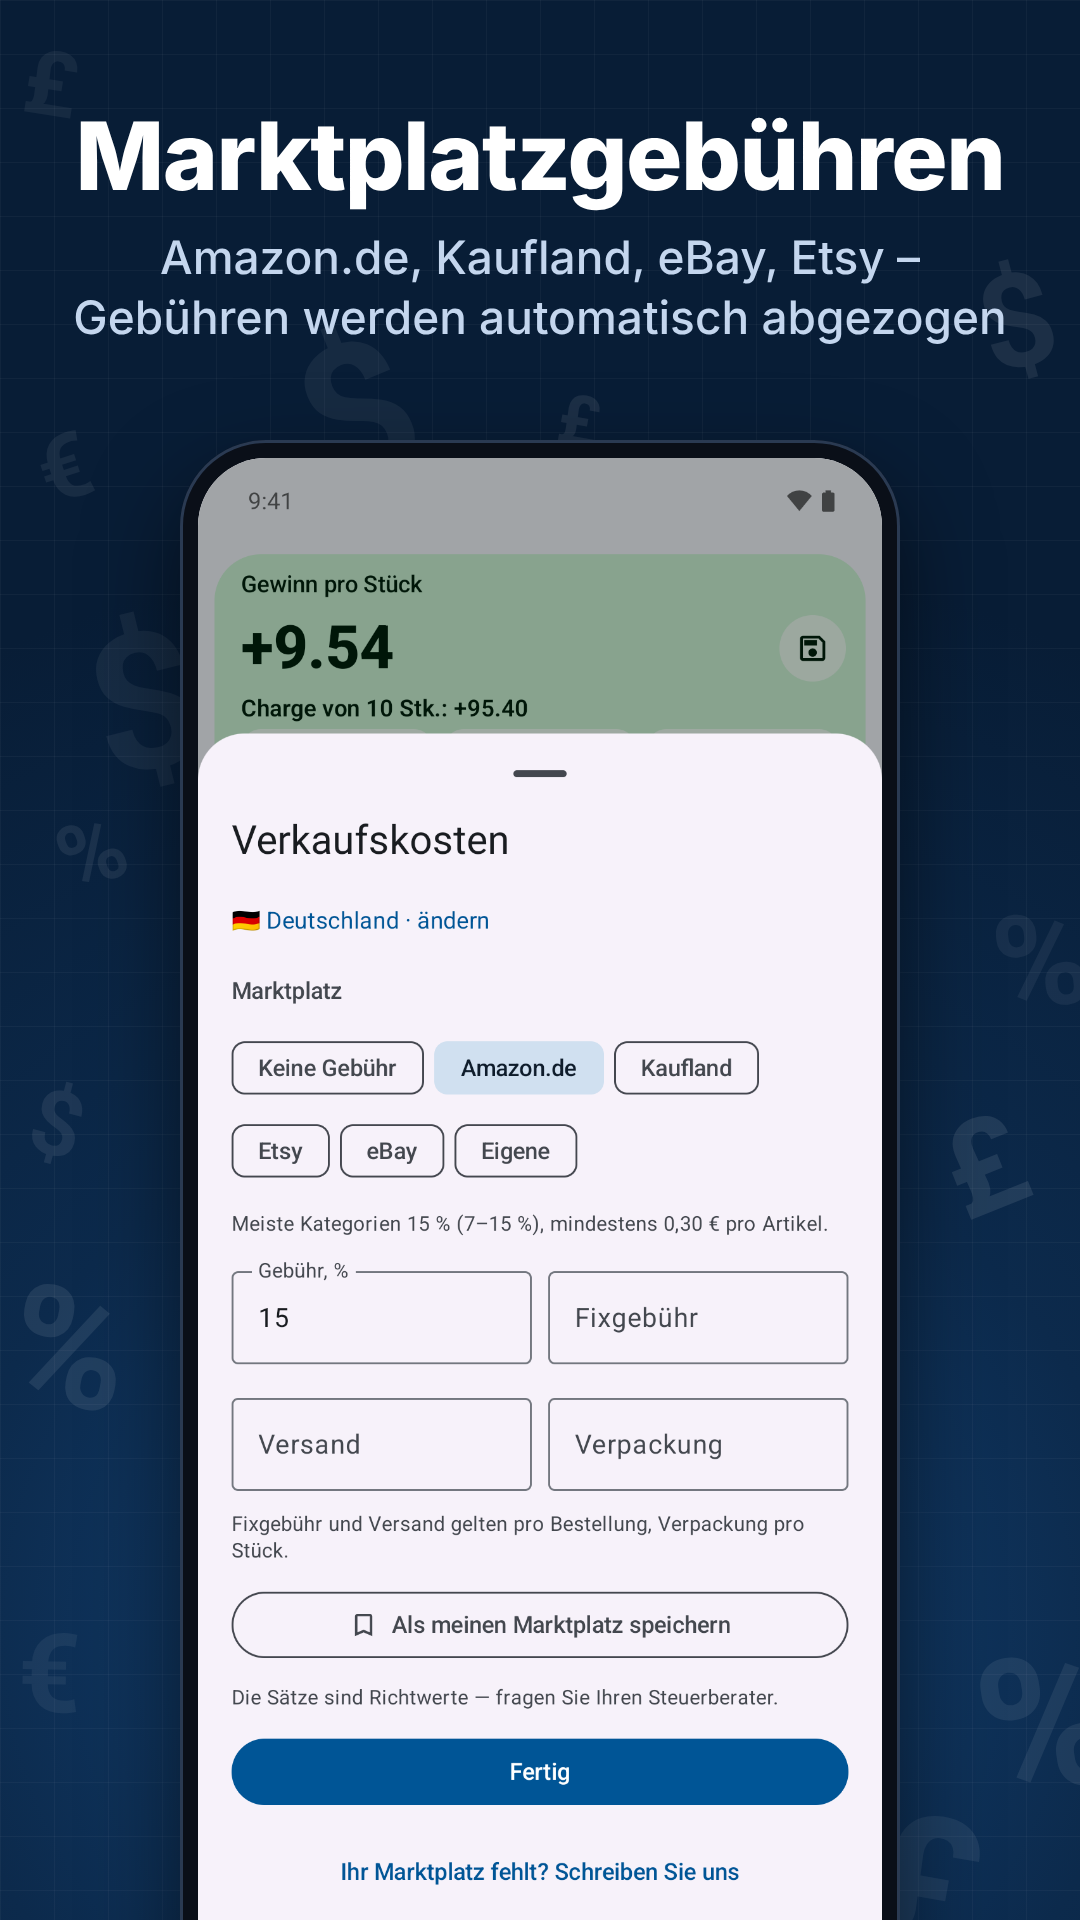 Marktplatzgebühren
Amazon.de, Kaufland, eBay, Etsy –
Gebühren werden automatisch abgezogen
9:41
Gewinn pro Stück
+9.54
Charge von 10 Stk.: +95.40
Verkaufskosten
🇩🇪 Deutschland · ändern
Marktplatz
Keine Gebühr Amazon.de Kaufland
Etsy eBay Eigene
Meiste Kategorien 15 % (7–15 %), mindestens 0,30 € pro Artikel.
Gebühr, %
15 Fixgebühr
Versand Verpackung
Fixgebühr und Versand gelten pro Bestellung, Verpackung pro
Stück.
Als meinen Marktplatz speichern
Die Sätze sind Richtwerte — fragen Sie Ihren Steuerberater.
Fertig
Ihr Marktplatz fehlt? Schreiben Sie uns